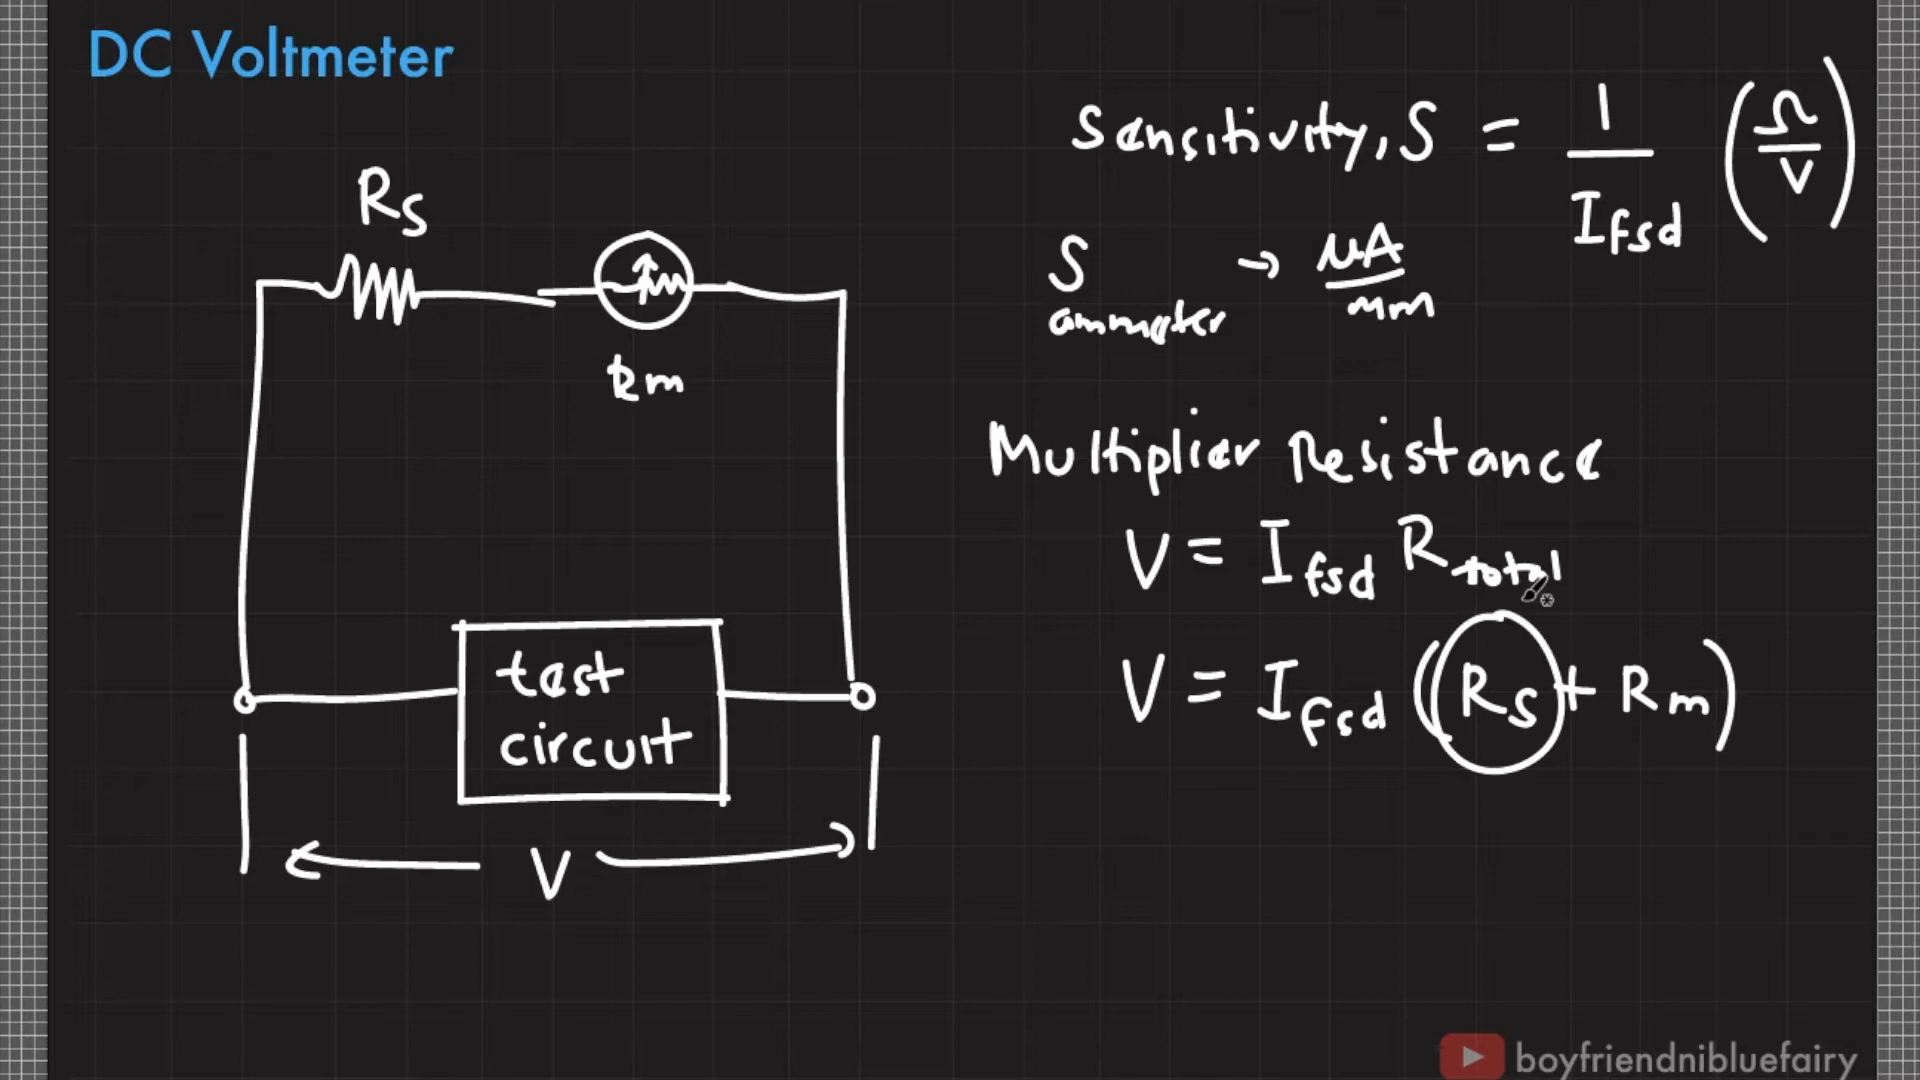 DC Voltmeter
Rs
Rm
test
circuit
V
Sensitivity, S = 1 / Ifsd (Ω / V)
S ammeter → μA / mm
Multiplier Resistance
V = Ifsd Rtotal
V = Ifsd (Rs + Rm)
boyfriendnibluefairy